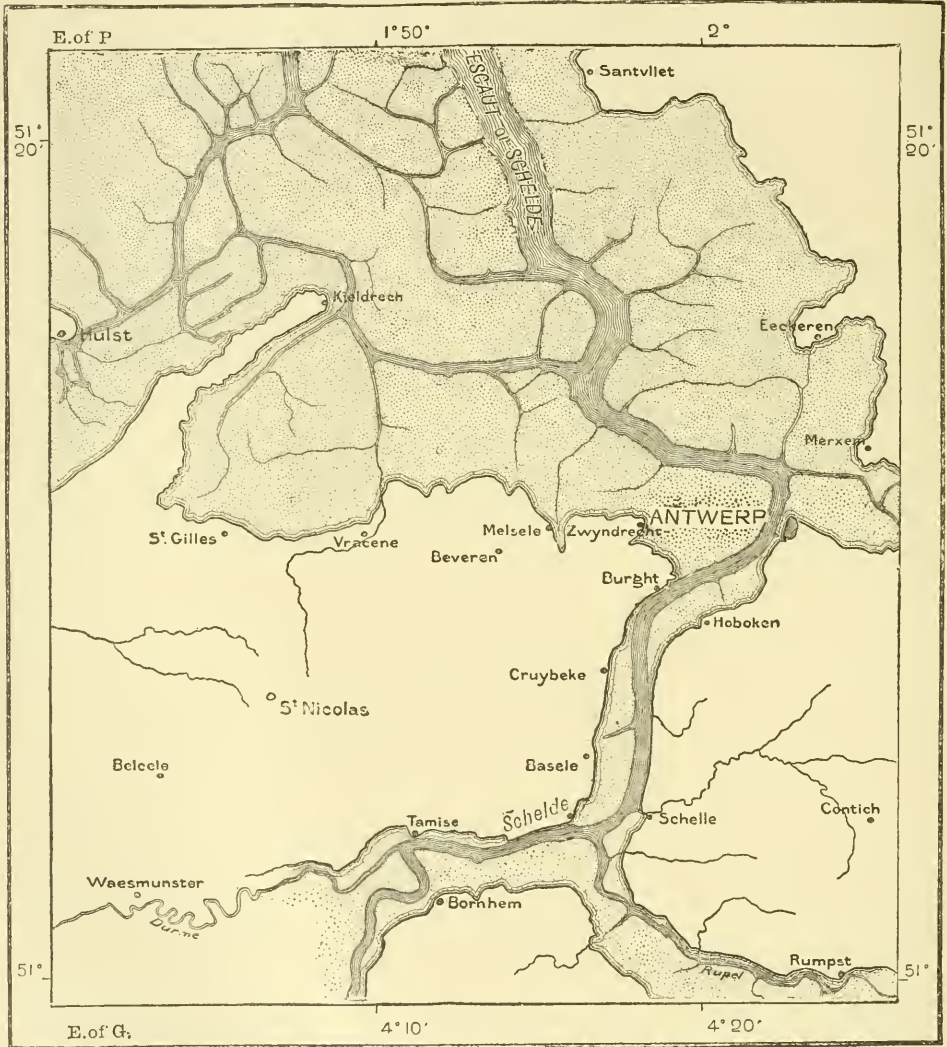 E. of P
1° 50'
2°
Santvliet
ESCAUT OU SCHELDE
51° 20'
51° 20'
Kieldrech
Hulst
Eeckeren
Merxem
St. Gilles
Vracene
Melsele
Zwyndrecht
ANTWERP
Beveren
Burght
Hoboken
Cruybeke
St Nicolas
Belcele
Basele
Schelde
Tamise
Schelle
Contich
Waesmunster
Durme
Bornhem
Rupel
Rumpst
51°
51°
E. of G.
4° 10'
4° 20'